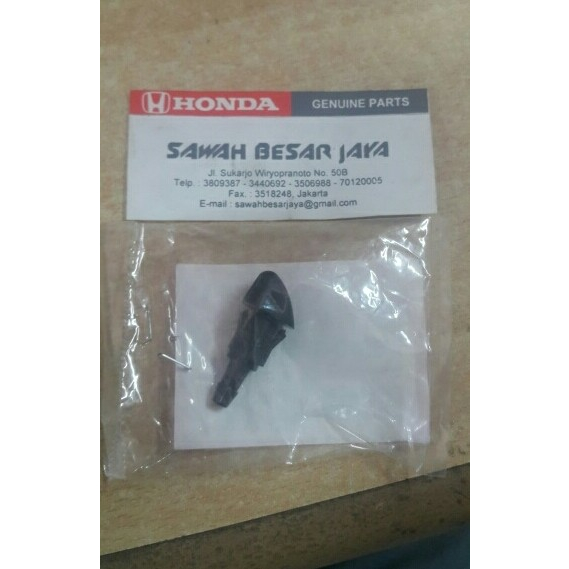 HONDA GENUINE PARTS
SAWAH BESAR JAYA
Jl. Sukarjo Wiryopranoto No. 50B
Telp. : 3809387 - 3440692 - 3506988 - 70120005
Fax. : 3518248, Jakarta
E-mail : sawahbesarjaya@gmail.com